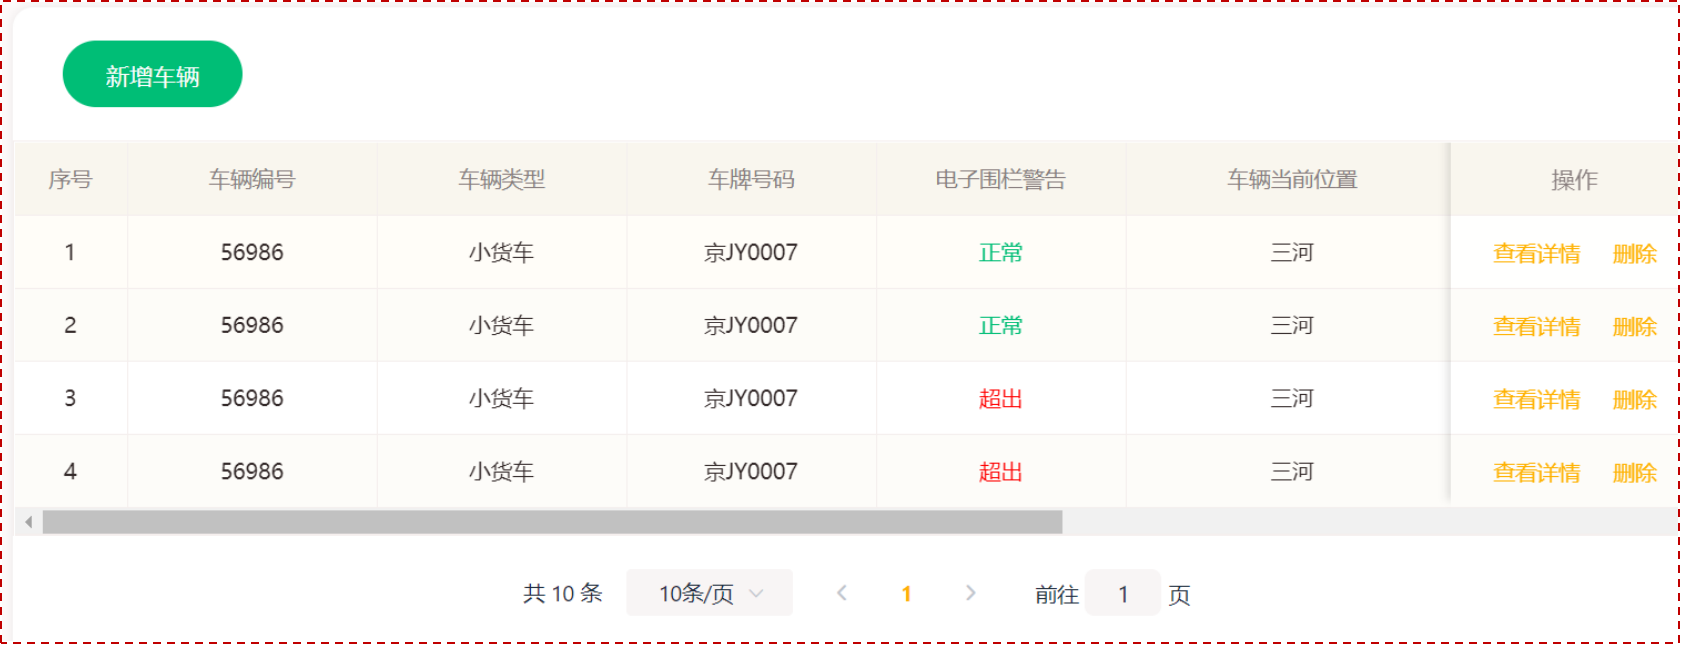 新增车辆
序号 车辆编号 车辆类型 车牌号码 电子围栏警告 车辆当前位置 操作
1 56986 小货车 京JY0007 正常 三河 查看详情 删除
2 56986 小货车 京JY0007 正常 三河 查看详情 删除
3 56986 小货车 京JY0007 超出 三河 查看详情 删除
4 56986 小货车 京JY0007 超出 三河 查看详情 删除
共 10 条 10条/页 1 前往 1 页